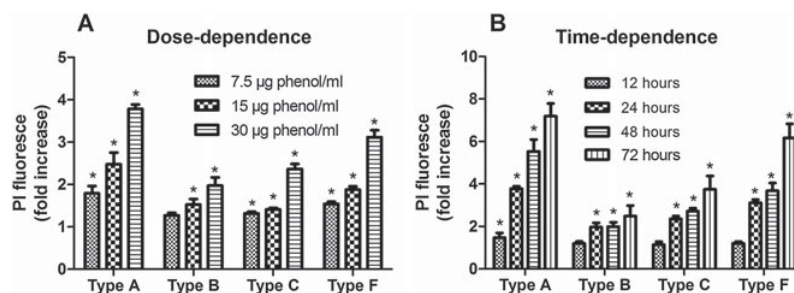 A
Dose-dependence
PI fluoresce
(fold increase)
5
4
3
2
1
0
7.5 µg phenol/ml
15 µg phenol/ml
30 µg phenol/ml
* * * * * * * * * * *
Type A Type B Type C Type F
B
Time-dependence
PI fluoresce
(fold increase)
10
8
6
4
2
0
12 hours
24 hours
48 hours
72 hours
* * * * * * * * * * * * *
Type A Type B Type C Type F